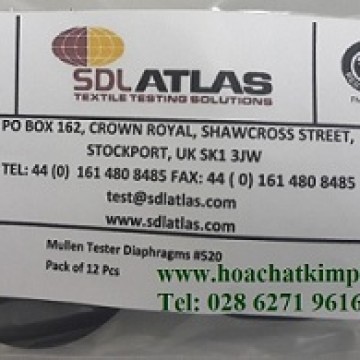 SDLATLAS
TEXTILE TESTING SOLUTIONS
PO BOX 162, CROWN ROYAL, SHAWCROSS STREET,
STOCKPORT, UK SK1 3JW
TEL: 44 (0) 161 480 8485 FAX: 44 ( 0) 161 480 8485
test@sdlatlas.com
www.sdlatlas.com
Mullen Tester Diaphragms #520
Pack of 12 Pcs
www.hoachatkimp
Tel: 028 6271 9616